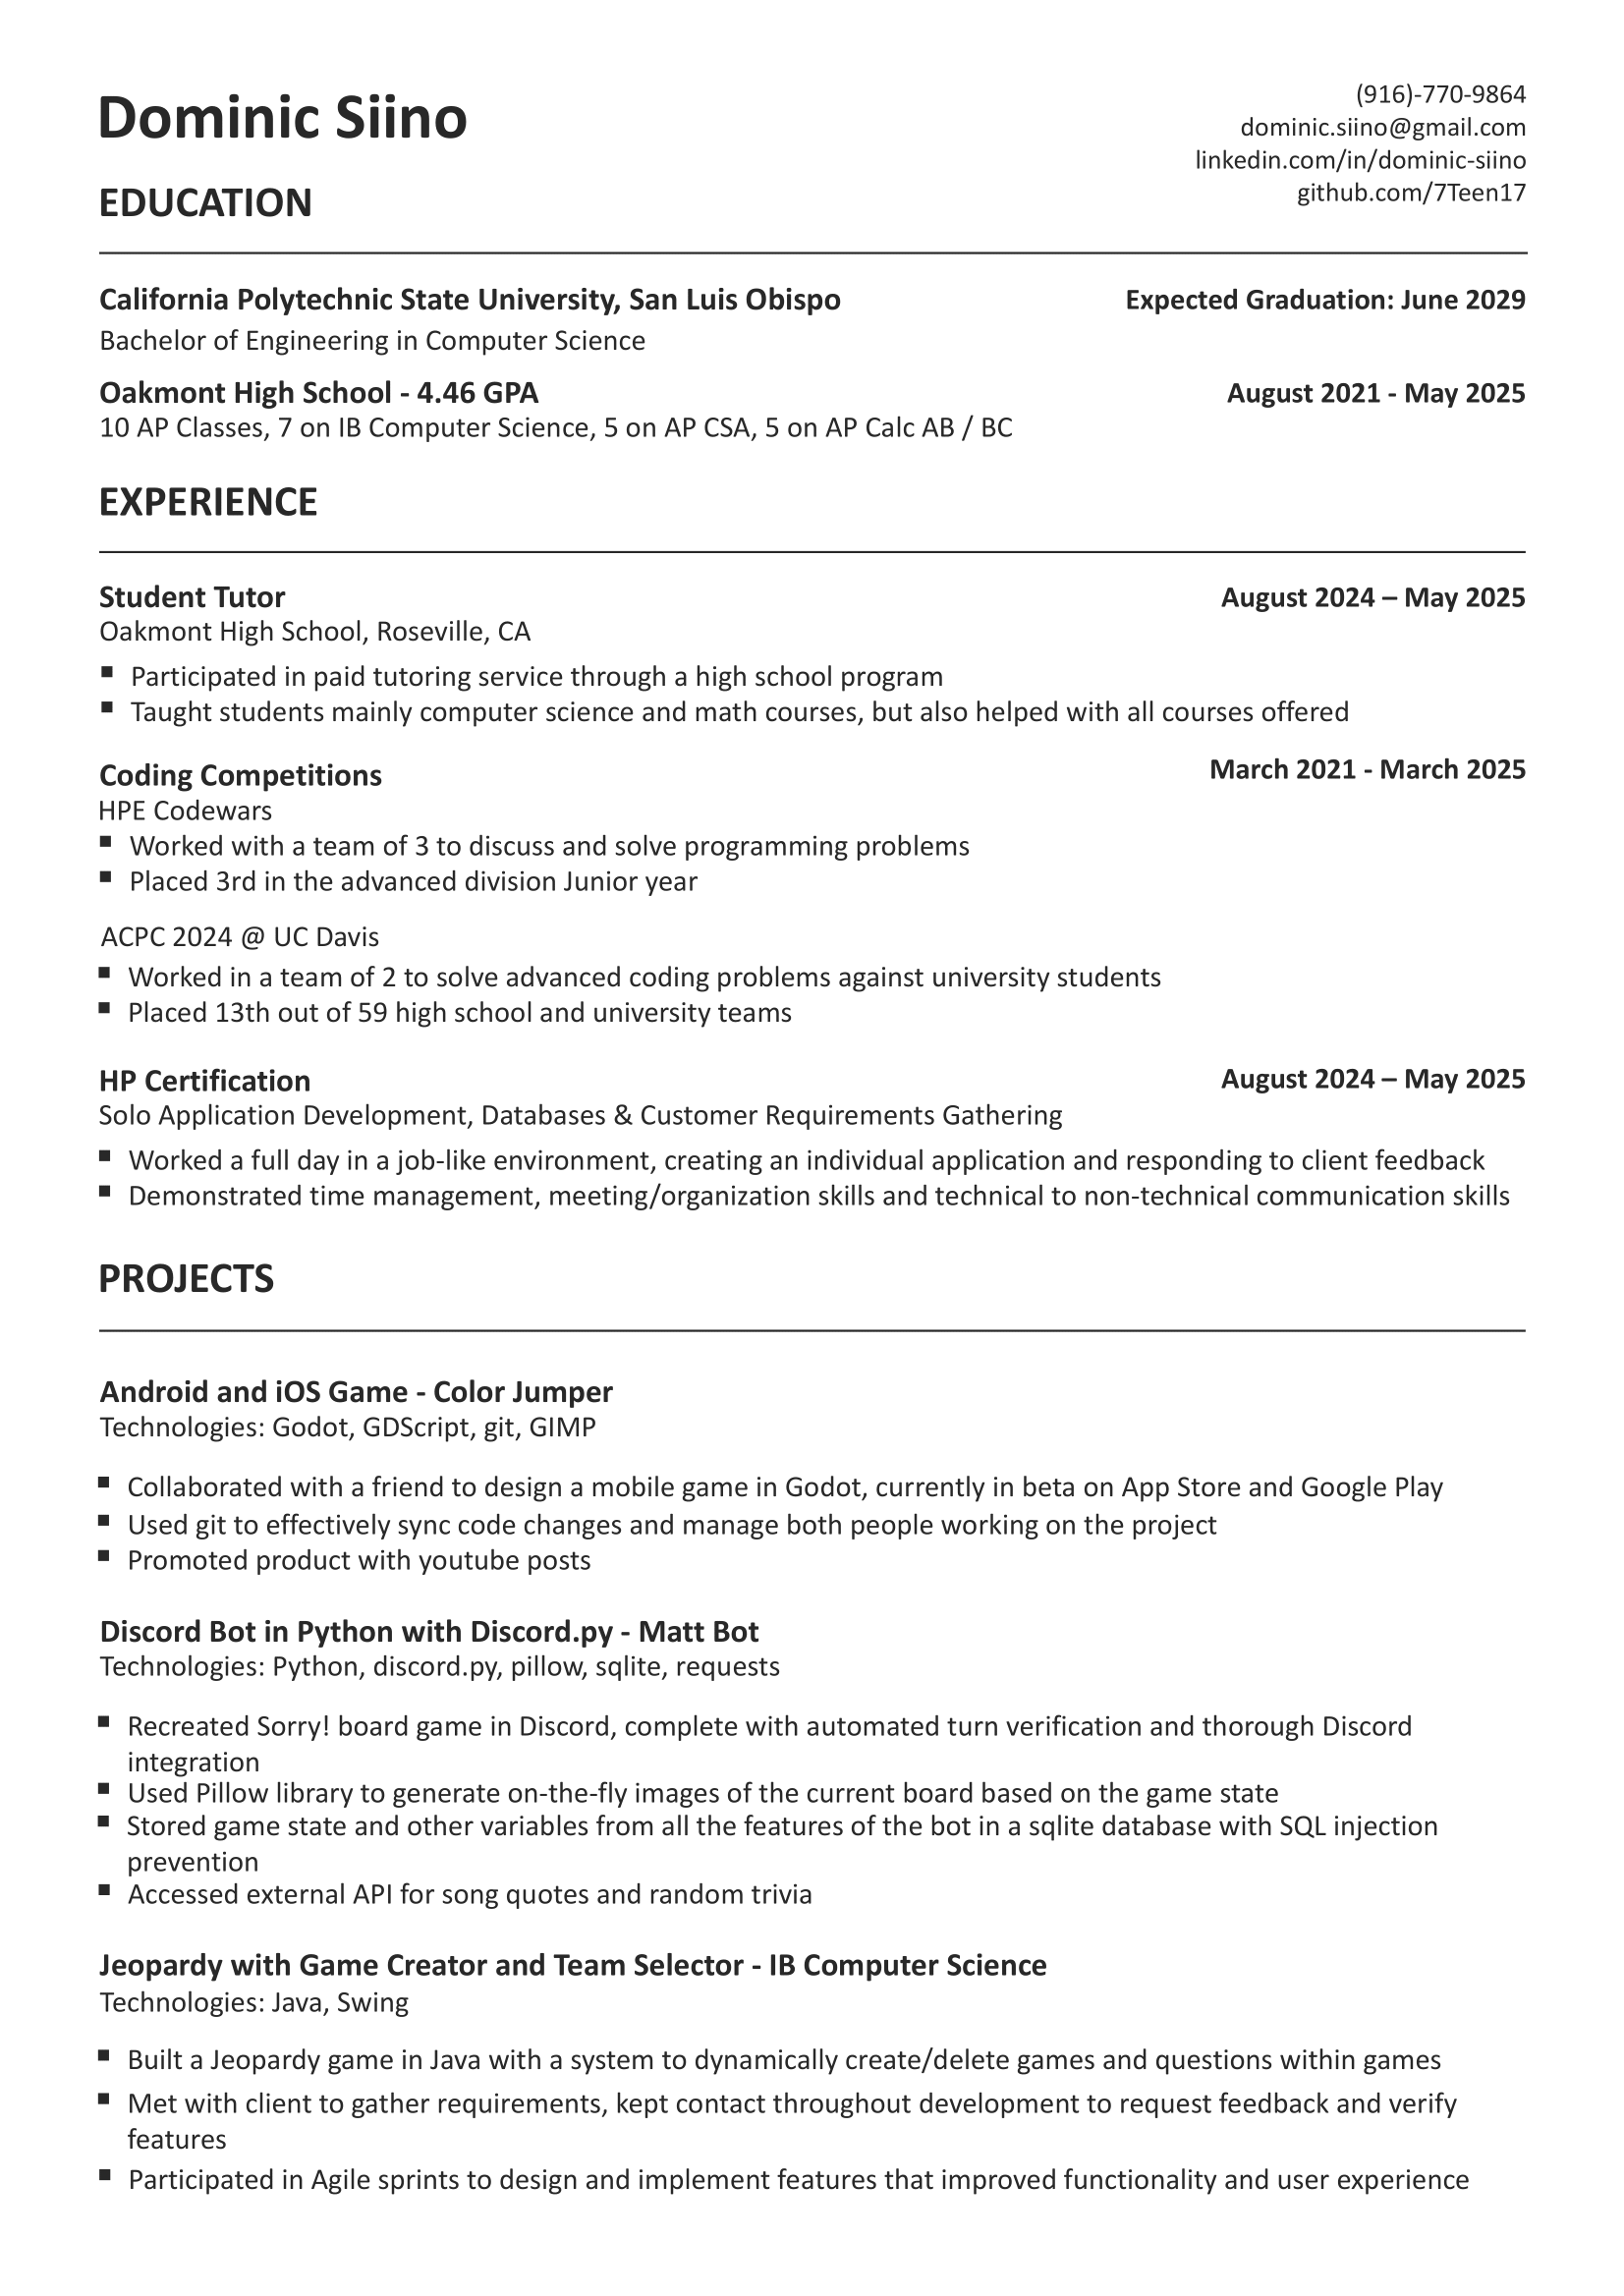 Dominic Siino
(916)-770-9864
dominic.siino@gmail.com
linkedin.com/in/dominic-siino
github.com/7Teen17
EDUCATION
California Polytechnic State University, San Luis Obispo Expected Graduation: June 2029
Bachelor of Engineering in Computer Science
Oakmont High School - 4.46 GPA August 2021 - May 2025
10 AP Classes, 7 on IB Computer Science, 5 on AP CSA, 5 on AP Calc AB / BC
EXPERIENCE
Student Tutor August 2024 – May 2025
Oakmont High School, Roseville, CA
▪ Participated in paid tutoring service through a high school program
▪ Taught students mainly computer science and math courses, but also helped with all courses offered
Coding Competitions March 2021 - March 2025
HPE Codewars
▪ Worked with a team of 3 to discuss and solve programming problems
▪ Placed 3rd in the advanced division Junior year
ACPC 2024 @ UC Davis
▪ Worked in a team of 2 to solve advanced coding problems against university students
▪ Placed 13th out of 59 high school and university teams
HP Certification August 2024 – May 2025
Solo Application Development, Databases & Customer Requirements Gathering
▪ Worked a full day in a job-like environment, creating an individual application and responding to client feedback
▪ Demonstrated time management, meeting/organization skills and technical to non-technical communication skills
PROJECTS
Android and iOS Game - Color Jumper
Technologies: Godot, GDScript, git, GIMP
▪ Collaborated with a friend to design a mobile game in Godot, currently in beta on App Store and Google Play
▪ Used git to effectively sync code changes and manage both people working on the project
▪ Promoted product with youtube posts
Discord Bot in Python with Discord.py - Matt Bot
Technologies: Python, discord.py, pillow, sqlite, requests
▪ Recreated Sorry! board game in Discord, complete with automated turn verification and thorough Discord
integration
▪ Used Pillow library to generate on-the-fly images of the current board based on the game state
▪ Stored game state and other variables from all the features of the bot in a sqlite database with SQL injection
prevention
▪ Accessed external API for song quotes and random trivia
Jeopardy with Game Creator and Team Selector - IB Computer Science
Technologies: Java, Swing
▪ Built a Jeopardy game in Java with a system to dynamically create/delete games and questions within games
▪ Met with client to gather requirements, kept contact throughout development to request feedback and verify
features
▪ Participated in Agile sprints to design and implement features that improved functionality and user experience